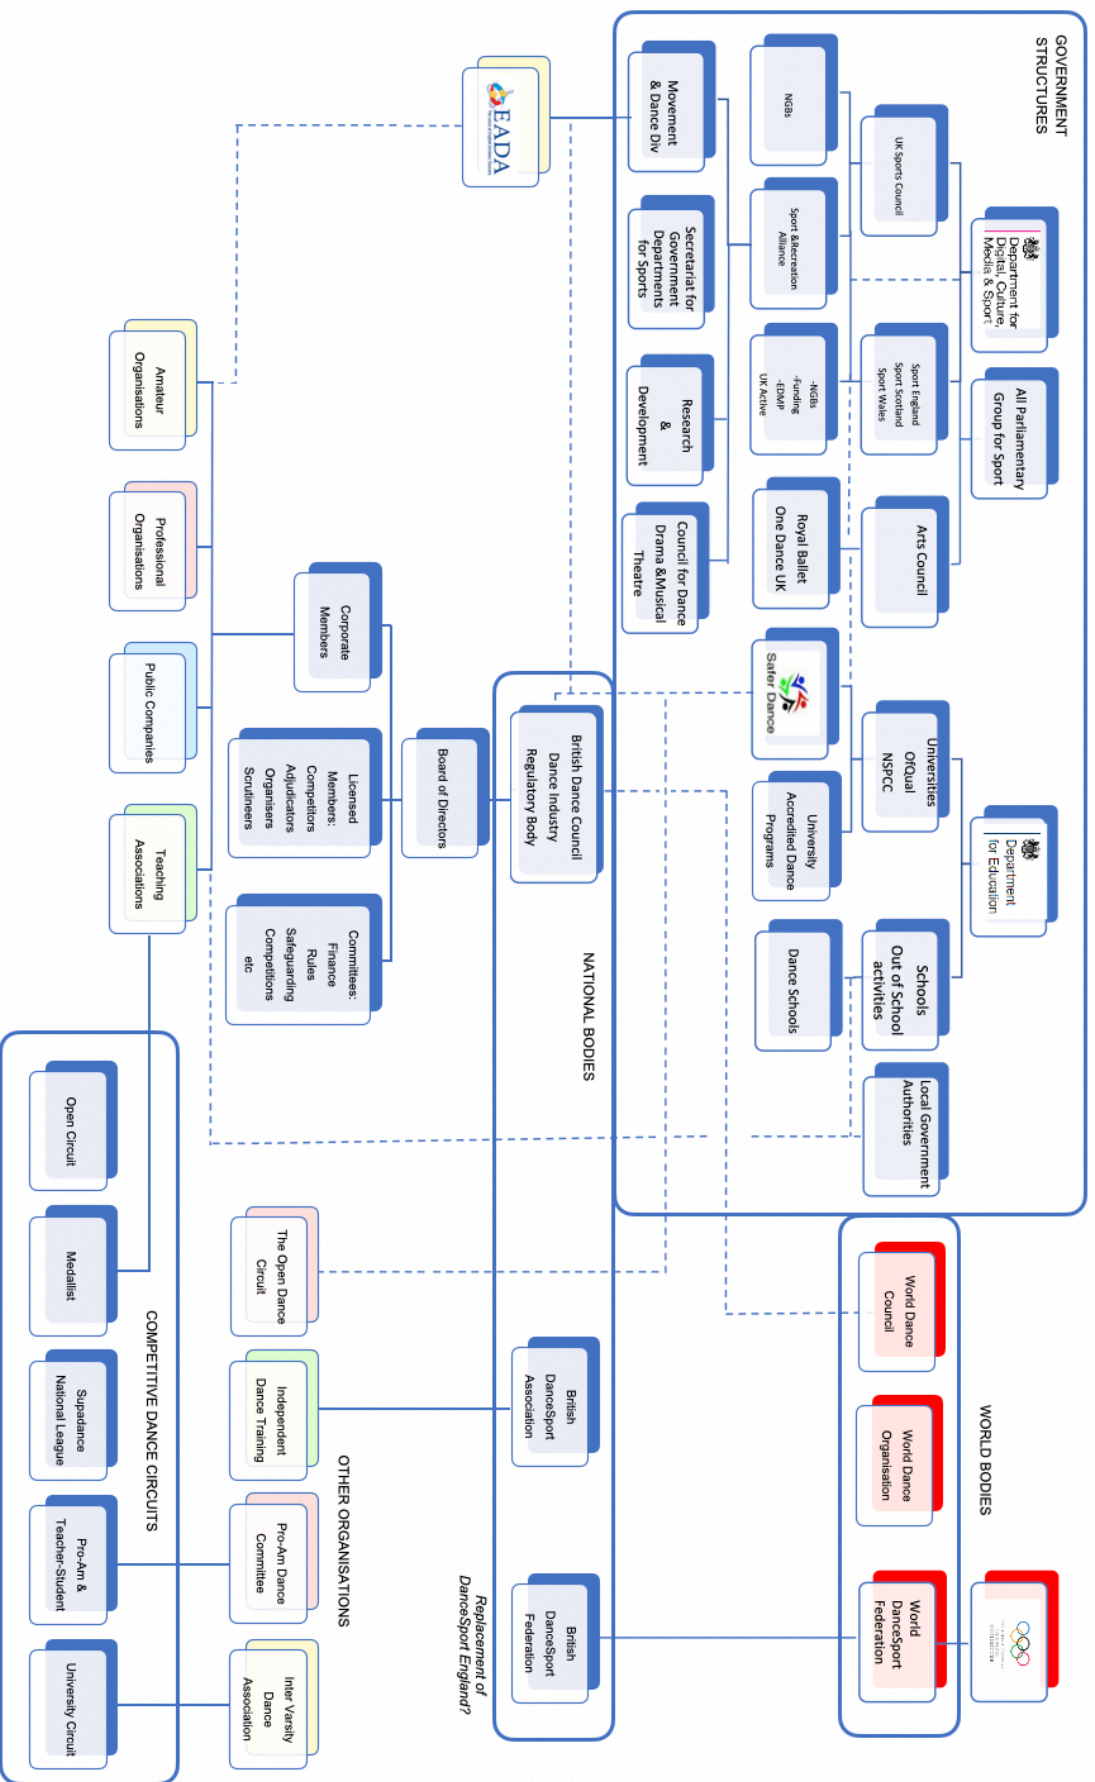 GOVERNMENT
STRUCTURES
Department for
Digital, Culture,
Media & Sport
All Parliamentary
Group for Sport
Department
for Education
UK Sports Council
Sport England
Sport Scotland
Sport Wales
Arts Council
Universities
OfQual
NSPCC
Schools
Out of School
activities
Local Government
Authorities
NGBs
Sport &Recreation
Alliance
-NGBs
-Funding
-EDMP
UK Active
Royal Ballet
One Dance UK
Safer Dance
University
Accredited Dance
Programs
Dance Schools
Movement
& Dance Div
Secretariat for
Government
Departments
for Sports
Research
&
Development
Council for Dance
Drama &Musical
Theatre
WORLD BODIES
World Dance
Council
World Dance
Organisation
World
DanceSport
Federation
NATIONAL BODIES
British Dance Council
Dance Industry
Regulatory Body
British
DanceSport
Association
British
DanceSport
Federation
Replacement of
DanceSport England?
EADA
Board of Directors
Corporate
Members
Licensed
Members:
Competitors
Adjudicators
Organisers
Scrutineers
Committees:
Finance
Rules
Safeguarding
Competitions
etc
OTHER ORGANISATIONS
The Open Dance
Circuit
Independent
Dance Training
Pro-Am Dance
Committee
Inter Varsity
Dance
Association
Amateur
Organisations
Professional
Organisations
Public Companies
Teaching
Associations
COMPETITIVE DANCE CIRCUITS
Open Circuit
Medallist
Supadance
National League
Pro-Am &
Teacher-Student
University Circuit